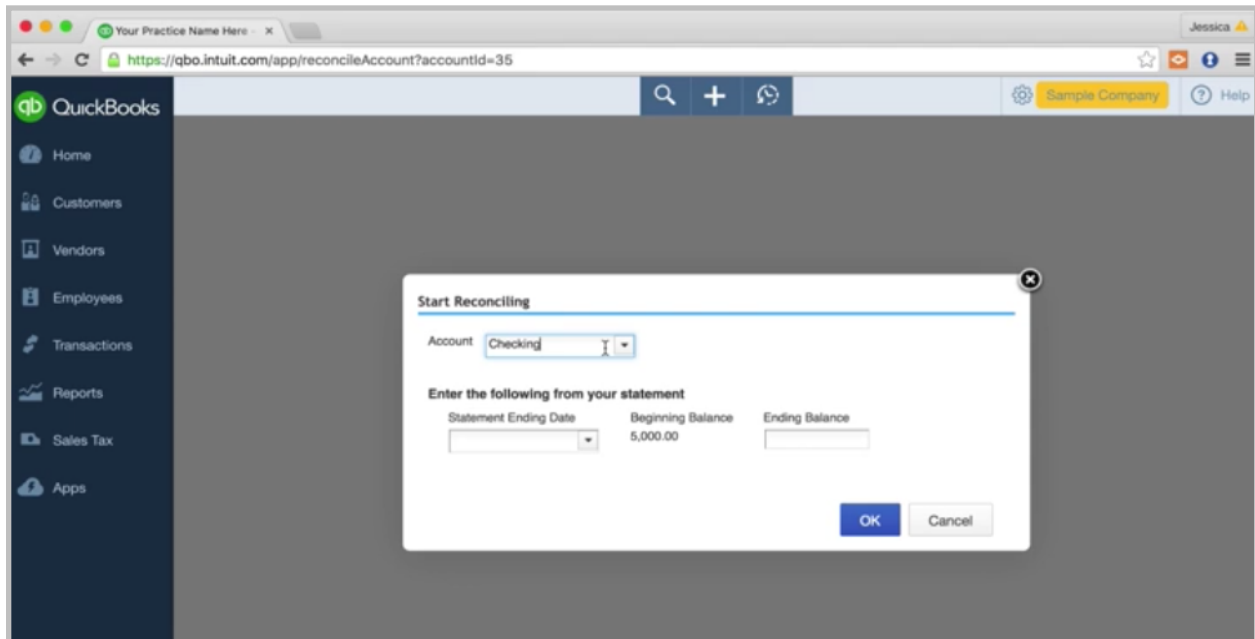 Your Practice Name Here -
Jessica
https://qbo.intuit.com/app/reconcileAccount?accountId=35
qb QuickBooks
Sample Company
? Help
Home
Customers
Vendors
Employees
Start Reconciling
Transactions
Account Checking
Reports
Enter the following from your statement
Statement Ending Date Beginning Balance Ending Balance
5,000.00
Sales Tax
Apps
OK Cancel